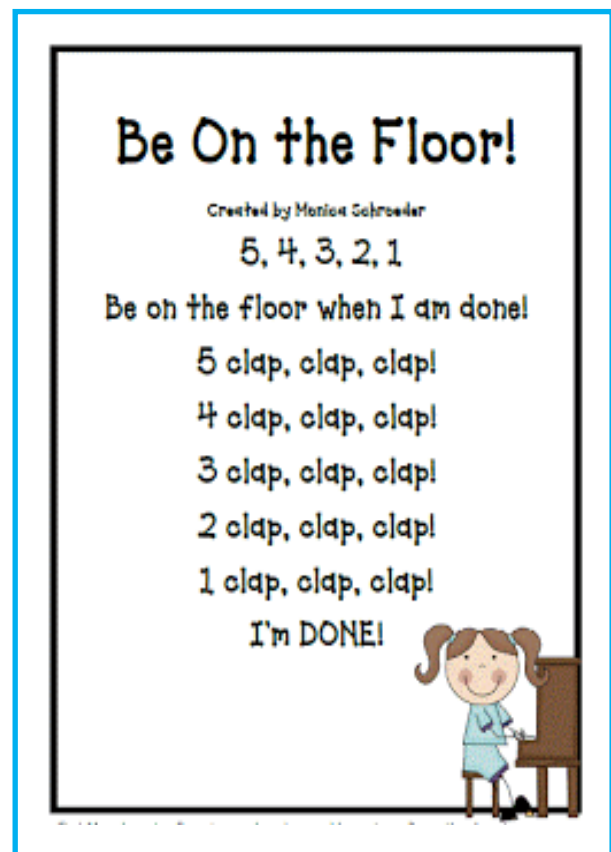 Be On the Floor!
Created by Monica Schroeder
5, 4, 3, 2, 1
Be on the floor when I am done!
5 clap, clap, clap!
4 clap, clap, clap!
3 clap, clap, clap!
2 clap, clap, clap!
1 clap, clap, clap!
I'm DONE!